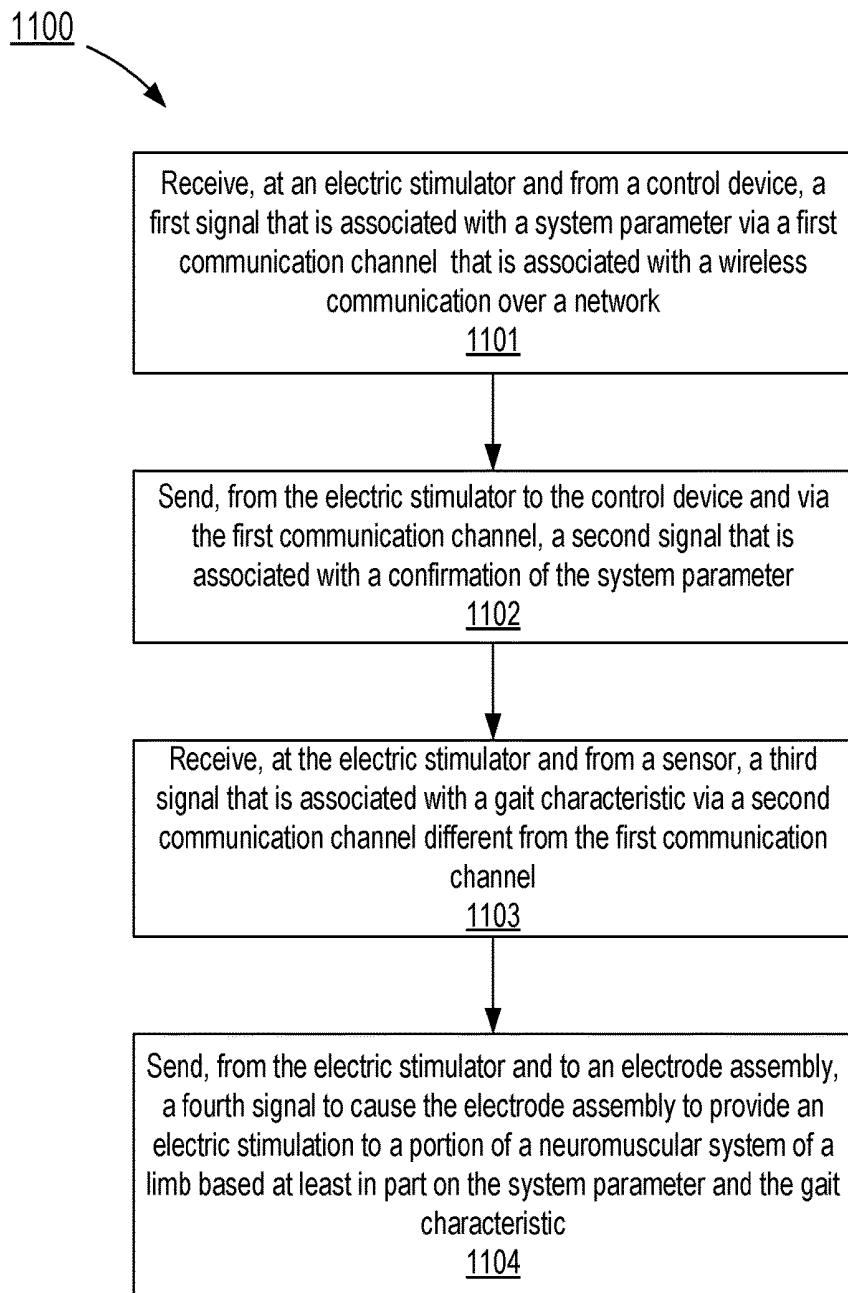 1100
Receive, at an electric stimulator and from a control device, a
first signal that is associated with a system parameter via a first
communication channel that is associated with a wireless
communication over a network
1101
Send, from the electric stimulator to the control device and via
the first communication channel, a second signal that is
associated with a confirmation of the system parameter
1102
Receive, at the electric stimulator and from a sensor, a third
signal that is associated with a gait characteristic via a second
communication channel different from the first communication
channel
1103
Send, from the electric stimulator and to an electrode assembly,
a fourth signal to cause the electrode assembly to provide an
electric stimulation to a portion of a neuromuscular system of a
limb based at least in part on the system parameter and the gait
characteristic
1104